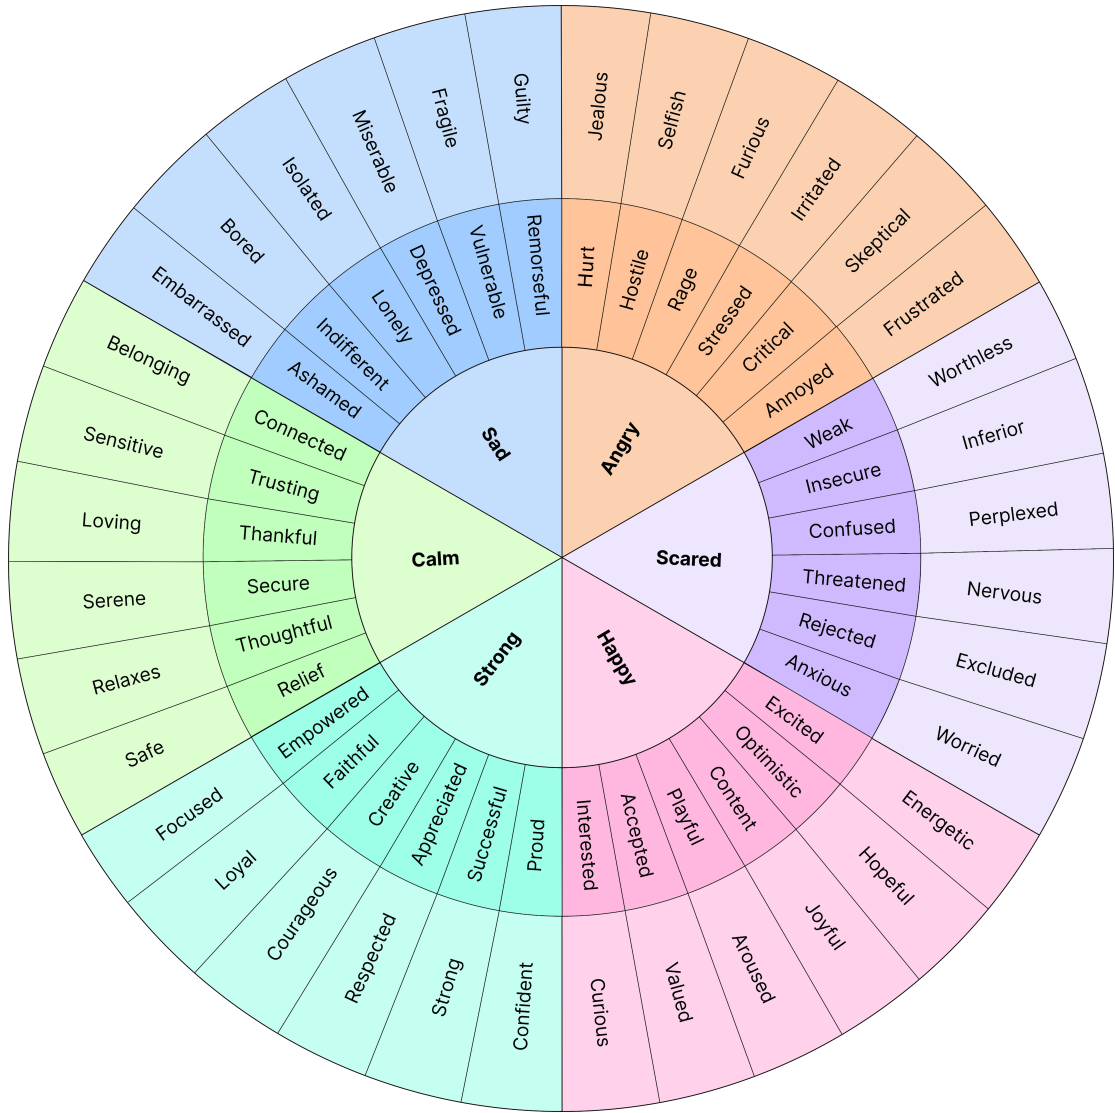 Sad
Angry
Scared
Happy
Strong
Calm
Remorseful
Vulnerable
Depressed
Lonely
Indifferent
Ashamed
Guilty
Fragile
Miserable
Isolated
Bored
Embarrassed
Hurt
Hostile
Rage
Stressed
Critical
Annoyed
Jealous
Selfish
Furious
Irritated
Skeptical
Frustrated
Weak
Insecure
Confused
Threatened
Rejected
Anxious
Worthless
Inferior
Perplexed
Nervous
Excluded
Worried
Excited
Optimistic
Content
Playful
Accepted
Interested
Energetic
Hopeful
Joyful
Aroused
Valued
Curious
Proud
Successful
Appreciated
Creative
Faithful
Empowered
Confident
Strong
Respected
Courageous
Loyal
Focused
Relief
Thoughtful
Secure
Thankful
Trusting
Connected
Safe
Relaxes
Serene
Loving
Sensitive
Belonging